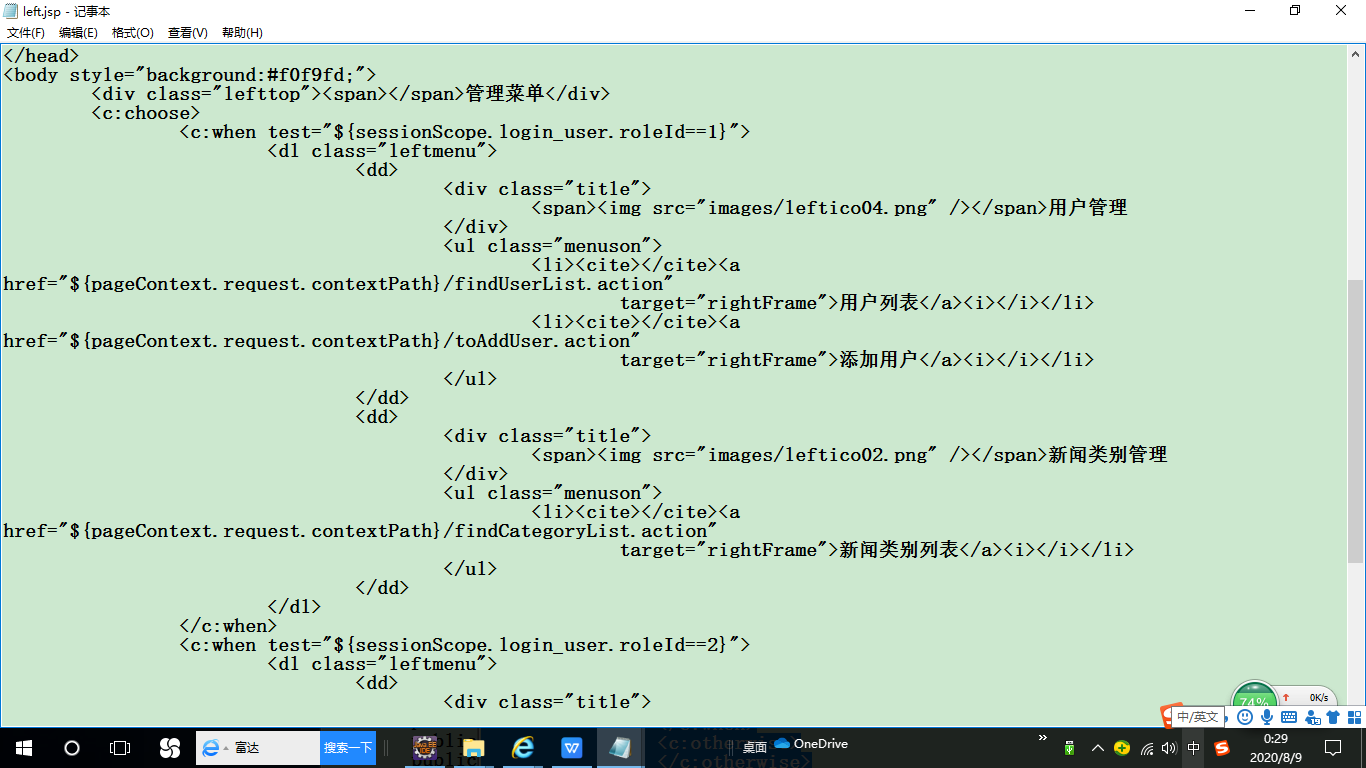 left.jsp - 记事本
文件(F) 编辑(E) 格式(O) 查看(V) 帮助(H)
</head>
<body style="background:#f0f9fd;">
<div class="lefttop"><span></span>管理菜单</div>
<c:choose>
<c:when test="${sessionScope.login_user.roleId==1}">
<dl class="leftmenu">
<dd>
<div class="title">
<span><img src="images/leftico04.png" /></span>用户管理
</div>
<ul class="menuson">
<li><cite></cite><a
href="${pageContext.request.contextPath}/findUserList.action"
target="rightFrame">用户列表</a><i></i></li>
<li><cite></cite><a
href="${pageContext.request.contextPath}/toAddUser.action"
target="rightFrame">添加用户</a><i></i></li>
</ul>
</dd>
<dd>
<div class="title">
<span><img src="images/leftico02.png" /></span>新闻类别管理
</div>
<ul class="menuson">
<li><cite></cite><a
href="${pageContext.request.contextPath}/findCategoryList.action"
target="rightFrame">新闻类别列表</a><i></i></li>
</ul>
</dd>
</dl>
</c:when>
<c:when test="${sessionScope.login_user.roleId==2}">
<dl class="leftmenu">
<dd>
<div class="title">
74% 0K/s
中/英文
富达 搜索一下
桌面 OneDrive
中
0:29
2020/8/9